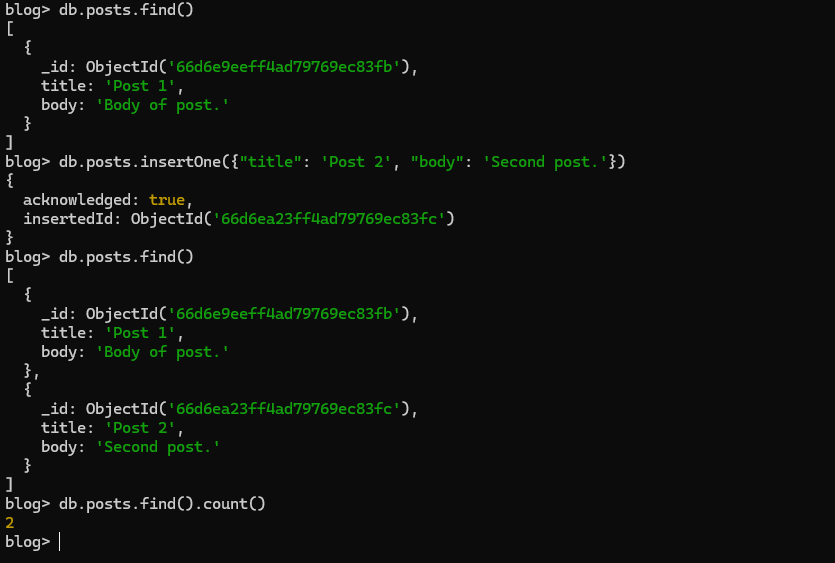 blog> db.posts.find()
[
  {
    _id: ObjectId('66d6e9eeff4ad79769ec83fb'),
    title: 'Post 1',
    body: 'Body of post.'
  }
]
blog> db.posts.insertOne({"title": 'Post 2', "body": 'Second post.'})
{
  acknowledged: true,
  insertedId: ObjectId('66d6ea23ff4ad79769ec83fc')
}
blog> db.posts.find()
[
  {
    _id: ObjectId('66d6e9eeff4ad79769ec83fb'),
    title: 'Post 1',
    body: 'Body of post.'
  },
  {
    _id: ObjectId('66d6ea23ff4ad79769ec83fc'),
    title: 'Post 2',
    body: 'Second post.'
  }
]
blog> db.posts.find().count()
2
blog>